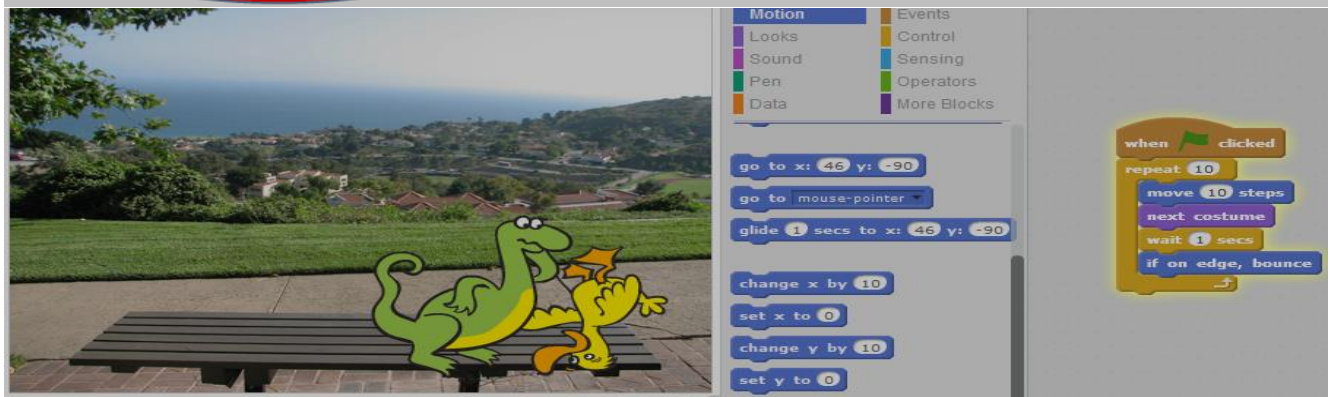 Motion
Events
Looks
Control
Sound
Sensing
Pen
Operators
Data
More Blocks
go to x: 46 y: -90
go to mouse-pointer
glide 1 secs to x: 46 y: -90
change x by 10
set x to 0
change y by 10
set y to 0
when clicked
repeat 10
move 10 steps
next costume
wait 1 secs
if on edge, bounce